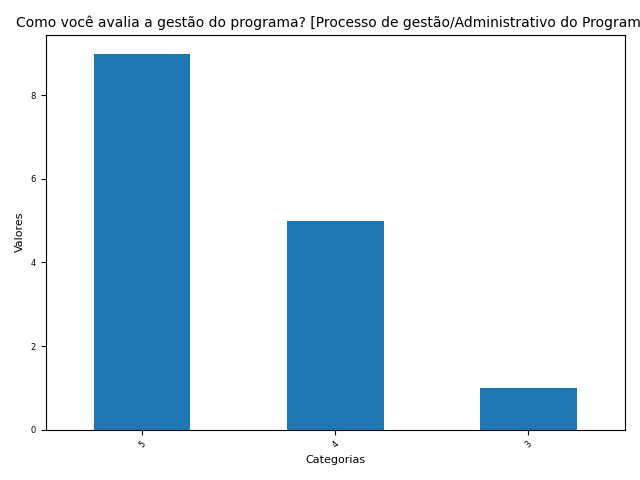 Como você avalia a gestão do programa? [Processo de gestão/Administrativo do Program
8
6
4
2
0
Valores
5
4
3
Categorias